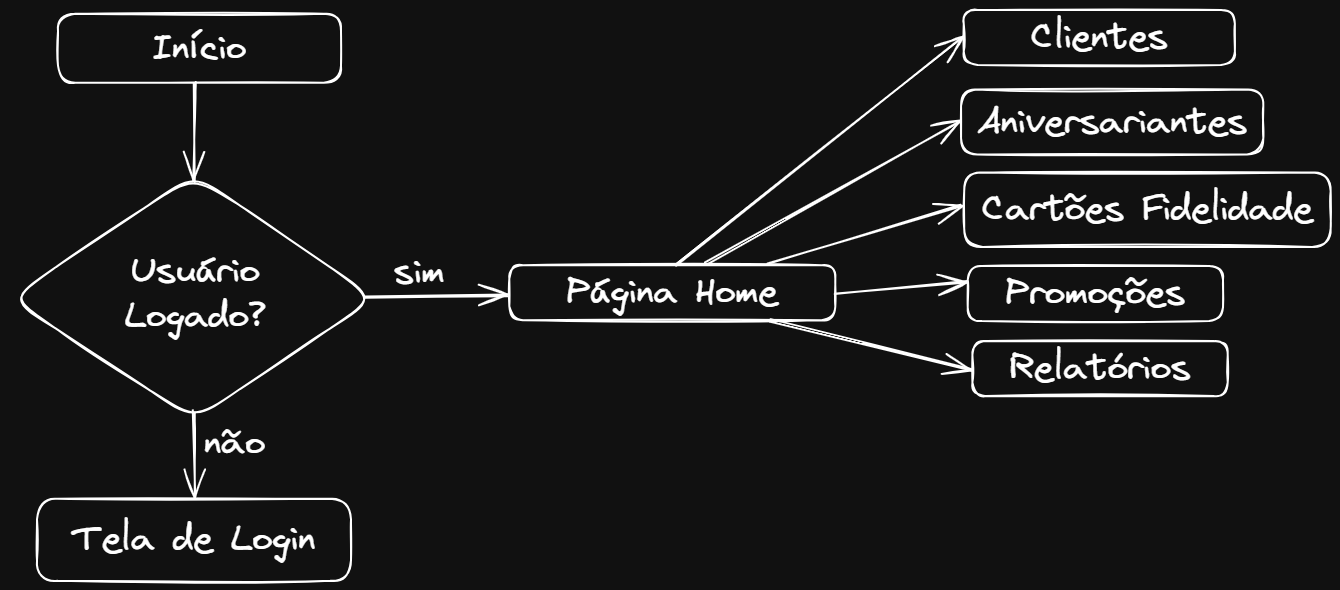 Início
Usuário
Logado?
sim
não
Tela de Login
Página Home
Clientes
Aniversariantes
Cartões Fidelidade
Promoções
Relatórios